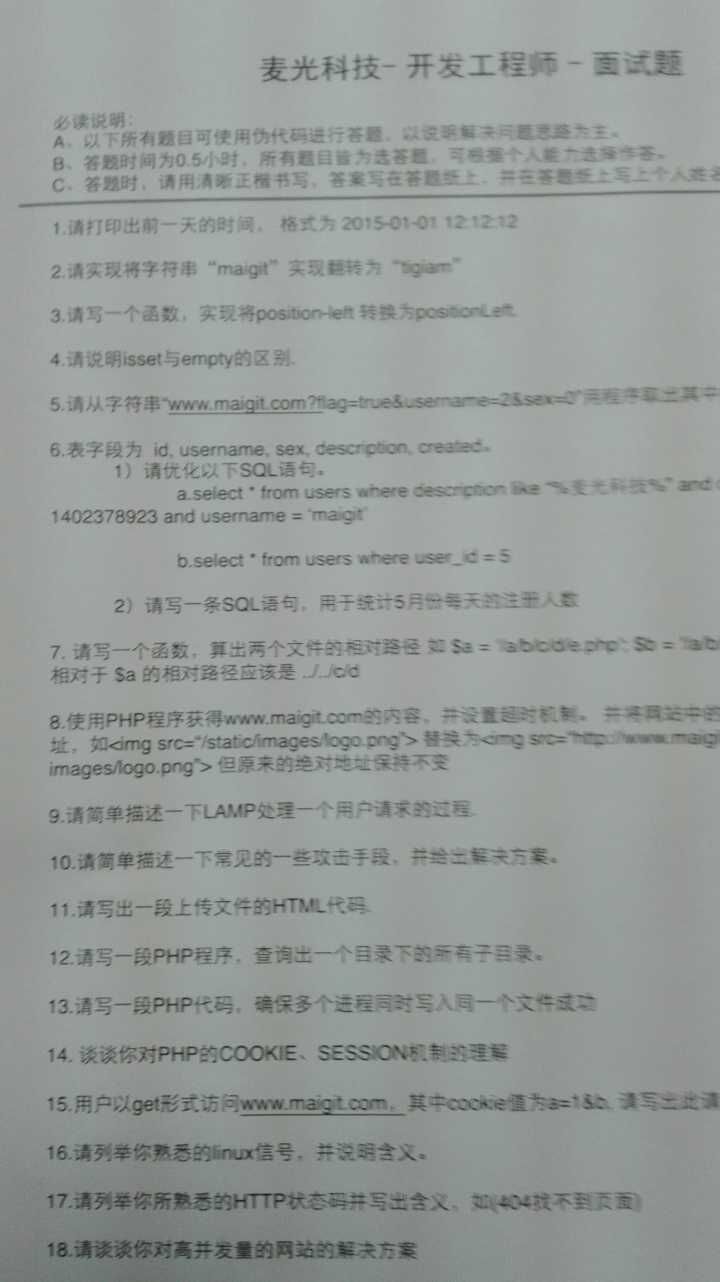 麦光科技- 开发工程师 - 面试题
必读说明：
A、以下所有题目可使用伪代码进行答题，以说明解决问题思路为主。
B、答题时间为0.5小时，所有题目皆为选答题，可根据个人能力选择作答。
C、答题时，请用清晰正楷书写，答案写在答题纸上，并在答题纸上写上个人姓名
1.请打印出前一天的时间， 格式为 2015-01-01 12:12:12
2.请实现将字符串“maigit”实现翻转为“tigiam”
3.请写一个函数，实现将position-left 转换为positionLeft.
4.请说明isset与empty的区别.
5.请从字符串“www.maigit.com?flag=true&username=2&sex=0”用程序取出其中
6.表字段为 id, username, sex, description, created。
1）请优化以下SQL语句。
a.select * from users where description like “%麦光科技%” and
1402378923 and username = ‘maigit’
b.select * from users where user_id = 5
2）请写一条SQL语句，用于统计5月份每天的注册人数
7. 请写一个函数，算出两个文件的相对路径 如 $a = '/a/b/c/d/e.php'; $b = '/a/b
相对于 $a 的相对路径应该是 ../../c/d
8.使用PHP程序获得www.maigit.com的内容，并设置超时机制。 并将网站中的
址，如<img src=“/static/images/logo.png”> 替换为<img src=“http://www.maigit
images/logo.png”> 但原来的绝对地址保持不变
9.请简单描述一下LAMP处理一个用户请求的过程.
10.请简单描述一下常见的一些攻击手段，并给出解决方案。
11.请写出一段上传文件的HTML代码.
12.请写一段PHP程序，查询出一个目录下的所有子目录。
13.请写一段PHP代码，确保多个进程同时写入同一个文件成功
14. 谈谈你对PHP的COOKIE、SESSION机制的理解
15.用户以get形式访问www.maigit.com，其中cookie值为a=1&b, 请写出此请
16.请列举你熟悉的linux信号，并说明含义。
17.请列举你所熟悉的HTTP状态码并写出含义，如(404找不到页面)
18.请谈谈你对高并发量的网站的解决方案